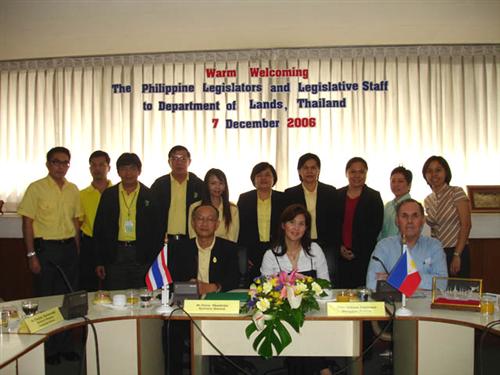 Warm Welcoming
The Philippine Legislators and Legislative Staff
to Department of Lands, Thailand
7 December 2006